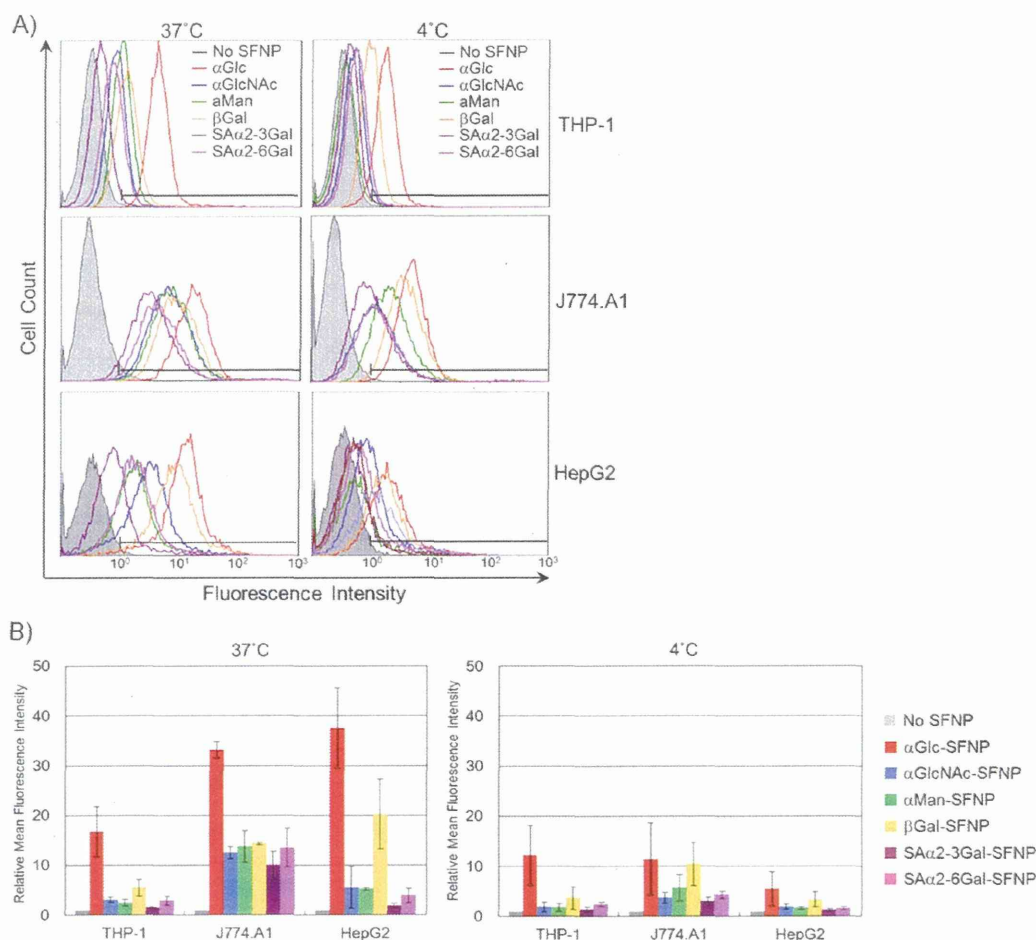 A)
37˚C
4˚C
No SFNP
αGlc
αGlcNAc
aMan
βGal
SAα2-3Gal
SAα2-6Gal
No SFNP
αGlc
αGlcNAc
αMan
βGal
SAα2-3Gal
SAα2-6Gal
THP-1
J774.A1
HepG2
Cell Count
10⁰ 10¹ 10² 10³
10⁰ 10¹ 10² 10³
Fluorescence Intensity
B)
37˚C
4˚C
Relative Mean Fluorescence Intensity
50
40
30
20
10
0
THP-1 J774.A1 HepG2
Relative Mean Fluorescence Intensity
50
40
30
20
10
0
THP-1 J774.A1 HepG2
No SFNP
αGlc-SFNP
αGlcNAc-SFNP
αMan-SFNP
βGal-SFNP
SAα2-3Gal-SFNP
SAα2-6Gal-SFNP